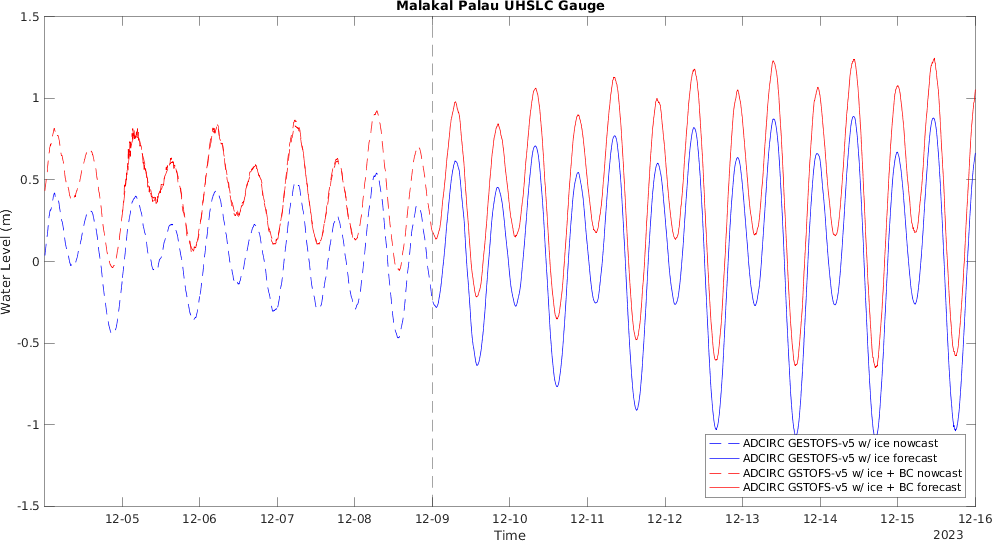 Malakal Palau UHSLC Gauge
1.5
1
0.5
0
-0.5
-1
-1.5
Water Level (m)
ADCIRC GESTOFS-v5 w/ ice nowcast
ADCIRC GESTOFS-v5 w/ ice forecast
ADCIRC GSTOFS-v5 w/ ice + BC nowcast
ADCIRC GSTOFS-v5 w/ ice + BC forecast
12-05 12-06 12-07 12-08 12-09 12-10 12-11 12-12 12-13 12-14 12-15 12-16
Time
2023